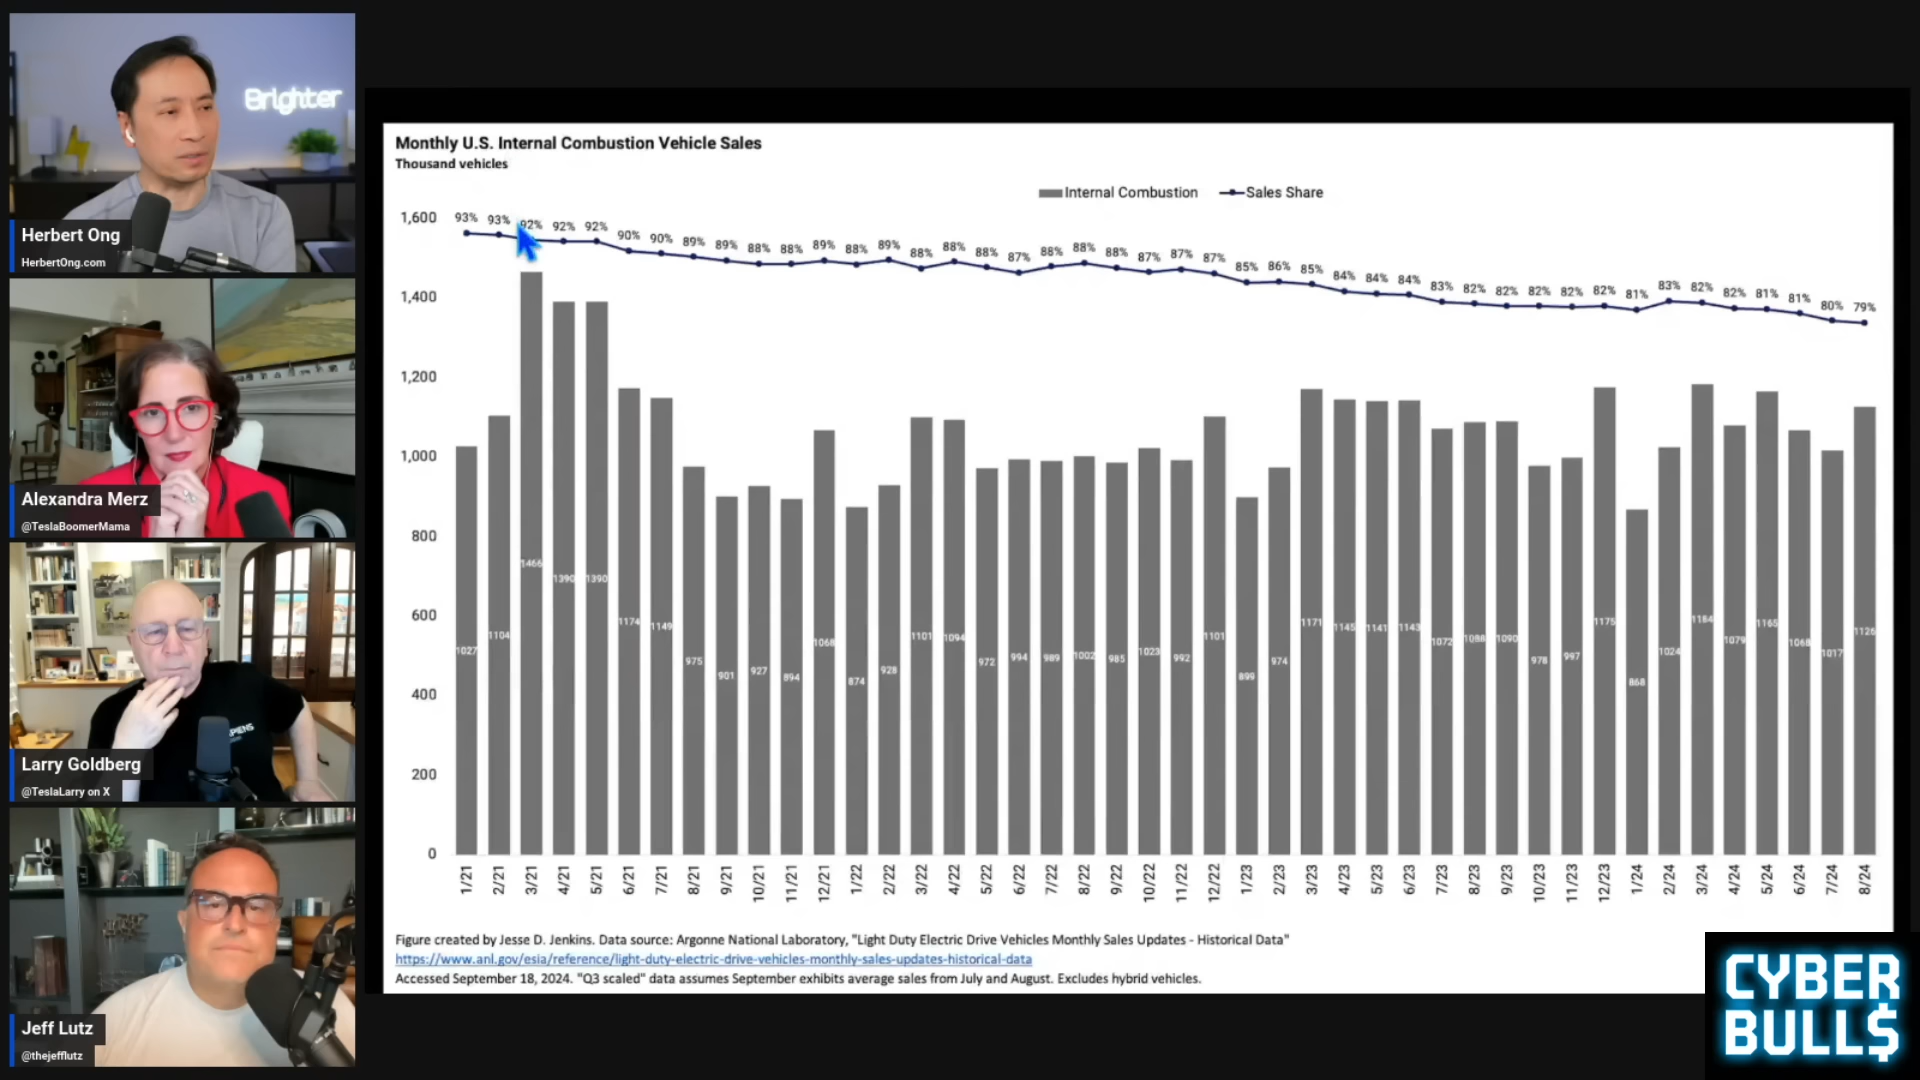 Brighter
Herbert Ong
HerbertOng.com
Alexandra Merz
@TeslaBoomerMama
Larry Goldberg
@TeslaLarry on X
Jeff Lutz
@thejefflutz
Monthly U.S. Internal Combustion Vehicle Sales
Thousand vehicles
Internal Combustion Sales Share
93% 93% 92% 92% 92% 90% 90% 89% 89% 88% 88% 89% 88% 89% 88% 88% 88% 87% 88% 88% 88% 87% 87% 87% 85% 86% 85% 84% 84% 84% 83% 82% 82% 82% 82% 82% 81% 83% 82% 82% 81% 81% 80% 79%
1,600
1,400
1,200
1,000
800
600
400
200
0
1027 1104 1466 1390 1390 1174 1149 975 901 927 894 1068 874 928 1101 1094 972 994 989 1002 985 1023 992 1101 899 974 1171 1145 1141 1143 1072 1088 1090 978 997 1175 868 1024 1184 1079 1165 1068 1017 1126
1/21 2/21 3/21 4/21 5/21 6/21 7/21 8/21 9/21 10/21 11/21 12/21 1/22 2/22 3/22 4/22 5/22 6/22 7/22 8/22 9/22 10/22 11/22 12/22 1/23 2/23 3/23 4/23 5/23 6/23 7/23 8/23 9/23 10/23 11/23 12/23 1/24 2/24 3/24 4/24 5/24 6/24 7/24 8/24
Figure created by Jesse D. Jenkins. Data source: Argonne National Laboratory, "Light Duty Electric Drive Vehicles Monthly Sales Updates - Historical Data"
https://www.anl.gov/esia/reference/light-duty-electric-drive-vehicles-monthly-sales-updates-historical-data
Accessed September 18, 2024. "Q3 scaled" data assumes September exhibits average sales from July and August. Excludes hybrid vehicles.
CYBER
BULL$